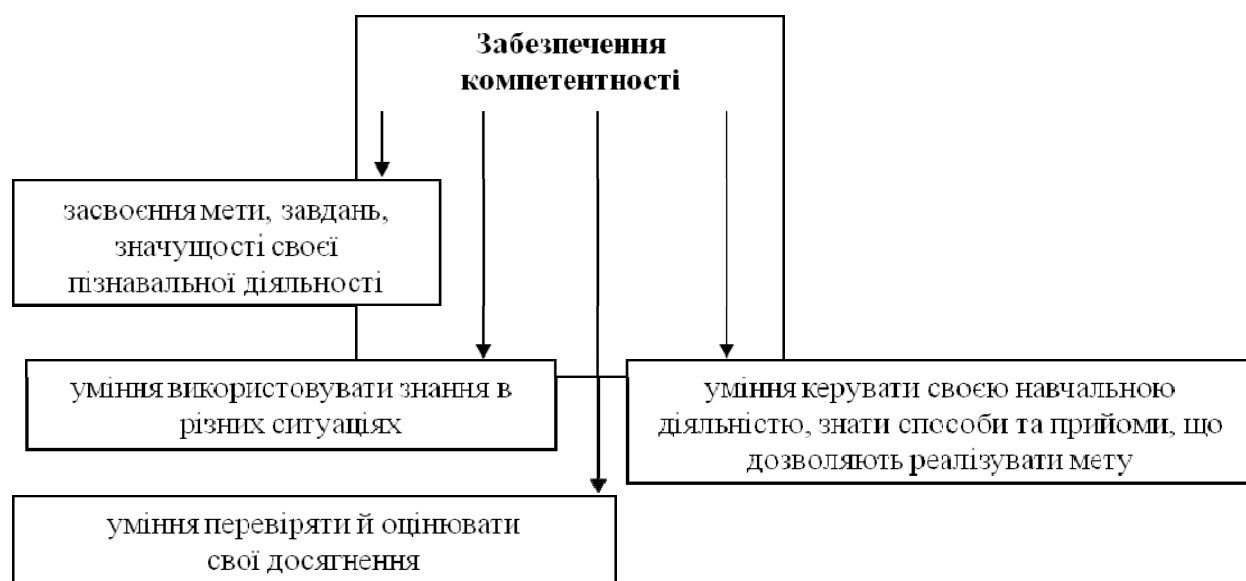 Забезпечення
компетентності
засвоєння мети, завдань,
значущості своєї
пізнавальної діяльності
уміння використовувати знання в
різних ситуаціях
уміння керувати своєю навчальною
діяльністю, знати способи та прийоми, що
дозволяють реалізувати мету
уміння перевіряти й оцінювати
свої досягнення